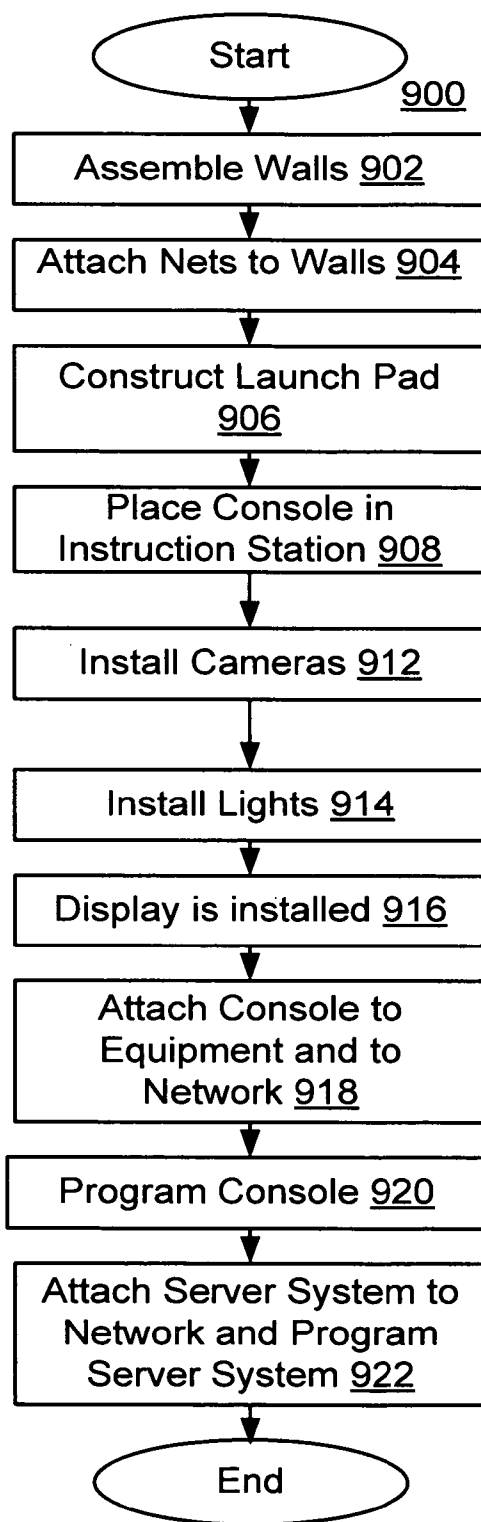 Start
900
Assemble Walls 902
Attach Nets to Walls 904
Construct Launch Pad
906
Place Console in
Instruction Station 908
Install Cameras 912
Install Lights 914
Display is installed 916
Attach Console to
Equipment and to
Network 918
Program Console 920
Attach Server System to
Network and Program
Server System 922
End